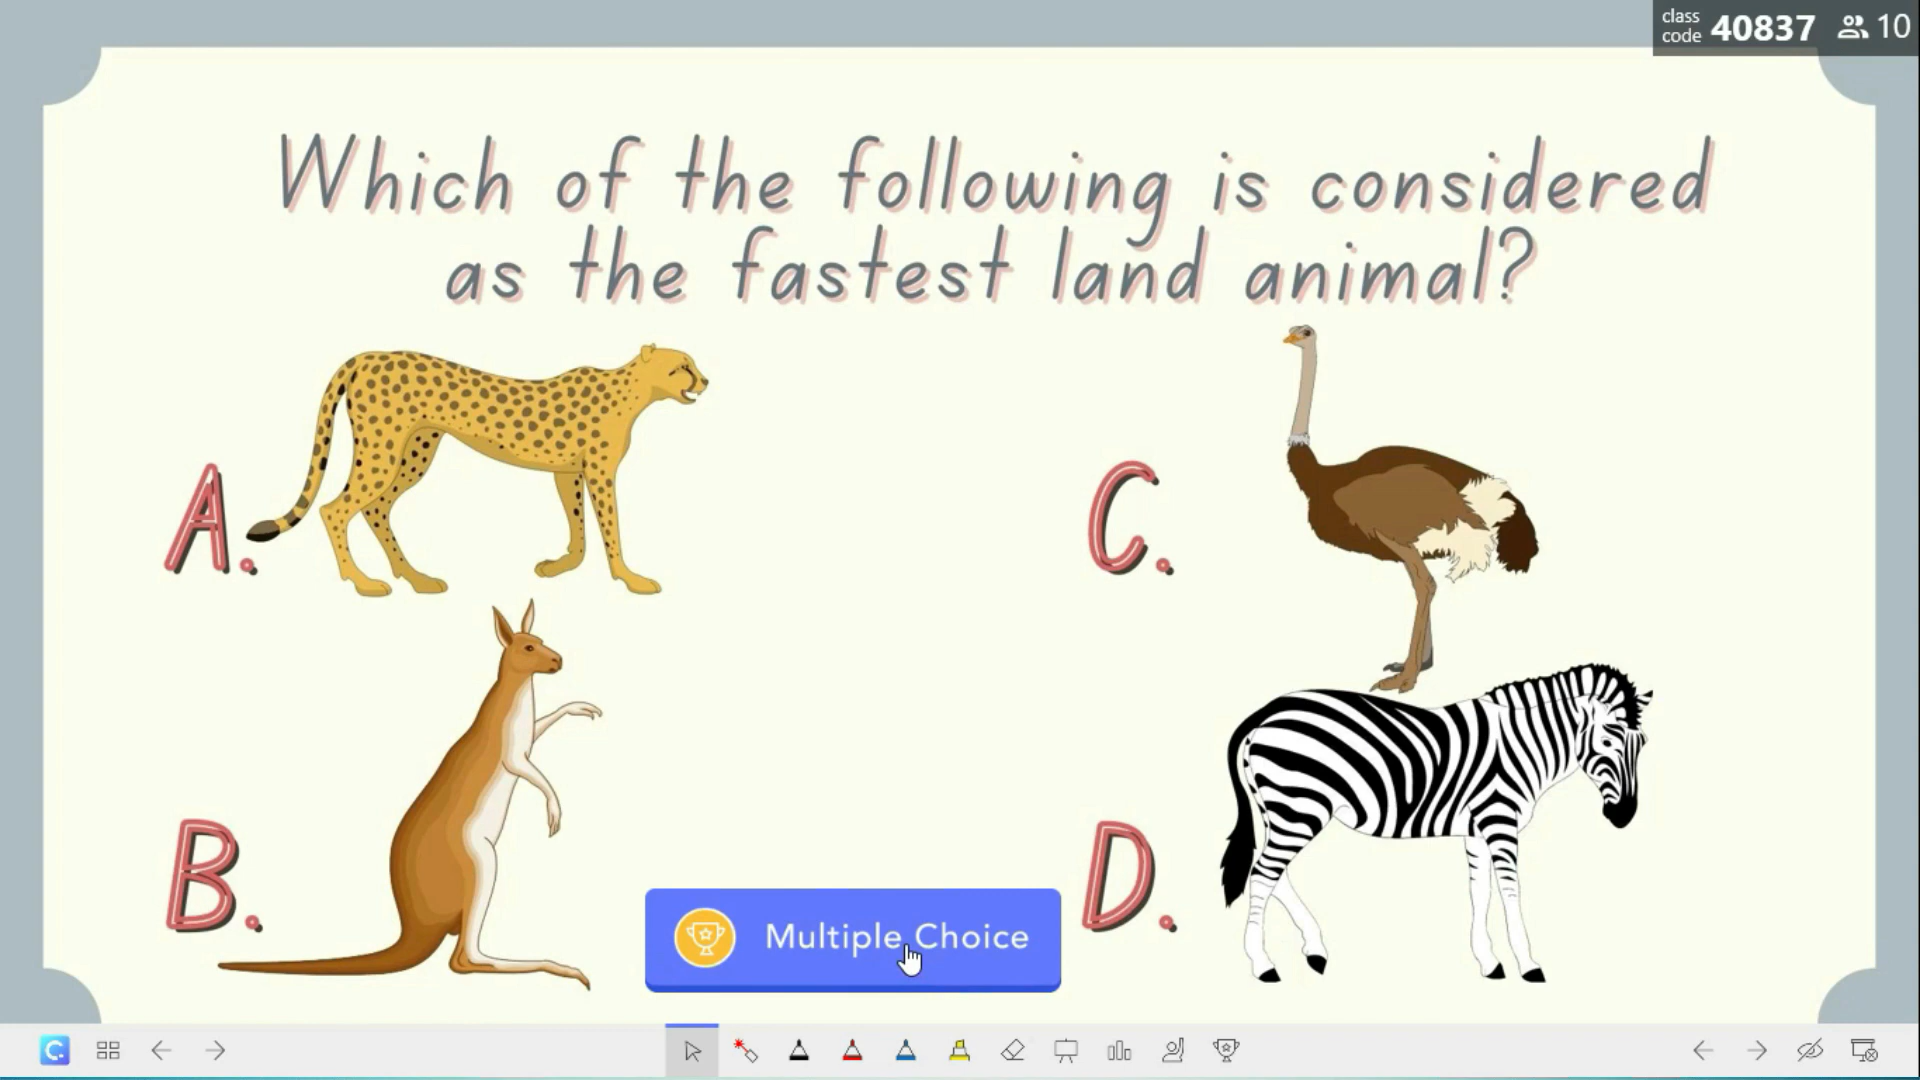 class code 40837 10
Which of the following is considered
as the fastest land animal?
A.
C.
B.
D.
Multiple Choice